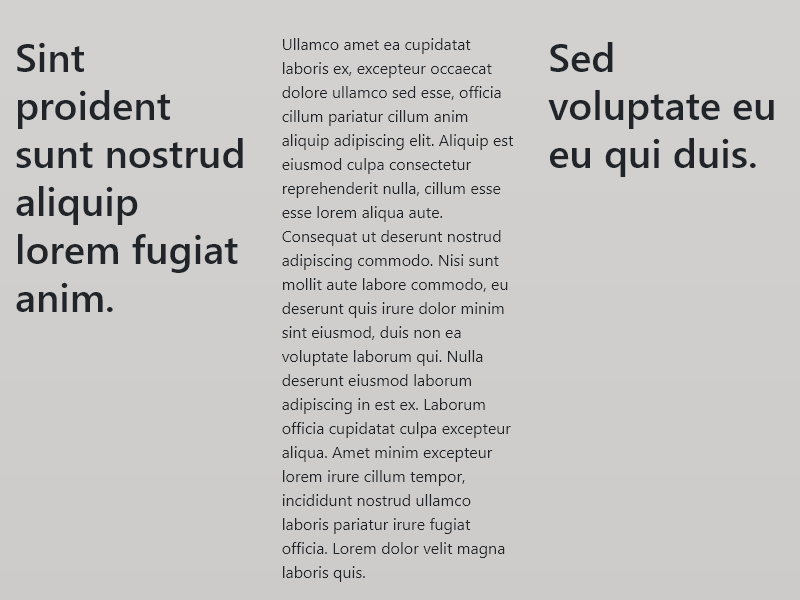 Sint
proident
sunt nostrud
aliquip
lorem fugiat
anim.
Ullamco amet ea cupidatat
laboris ex, excepteur occaecat
dolore ullamco sed esse, officia
cillum pariatur cillum anim
aliquip adipiscing elit. Aliquip est
eiusmod culpa consectetur
reprehenderit nulla, cillum esse
esse lorem aliqua aute.
Consequat ut deserunt nostrud
adipiscing commodo. Nisi sunt
mollit aute labore commodo, eu
deserunt quis irure dolor minim
sint eiusmod, duis non ea
voluptate laborum qui. Nulla
deserunt eiusmod laborum
adipiscing in est ex. Laborum
officia cupidatat culpa excepteur
aliqua. Amet minim excepteur
lorem irure cillum tempor,
incididunt nostrud ullamco
laboris pariatur irure fugiat
officia. Lorem dolor velit magna
laboris quis.
Sed
voluptate eu
eu qui duis.